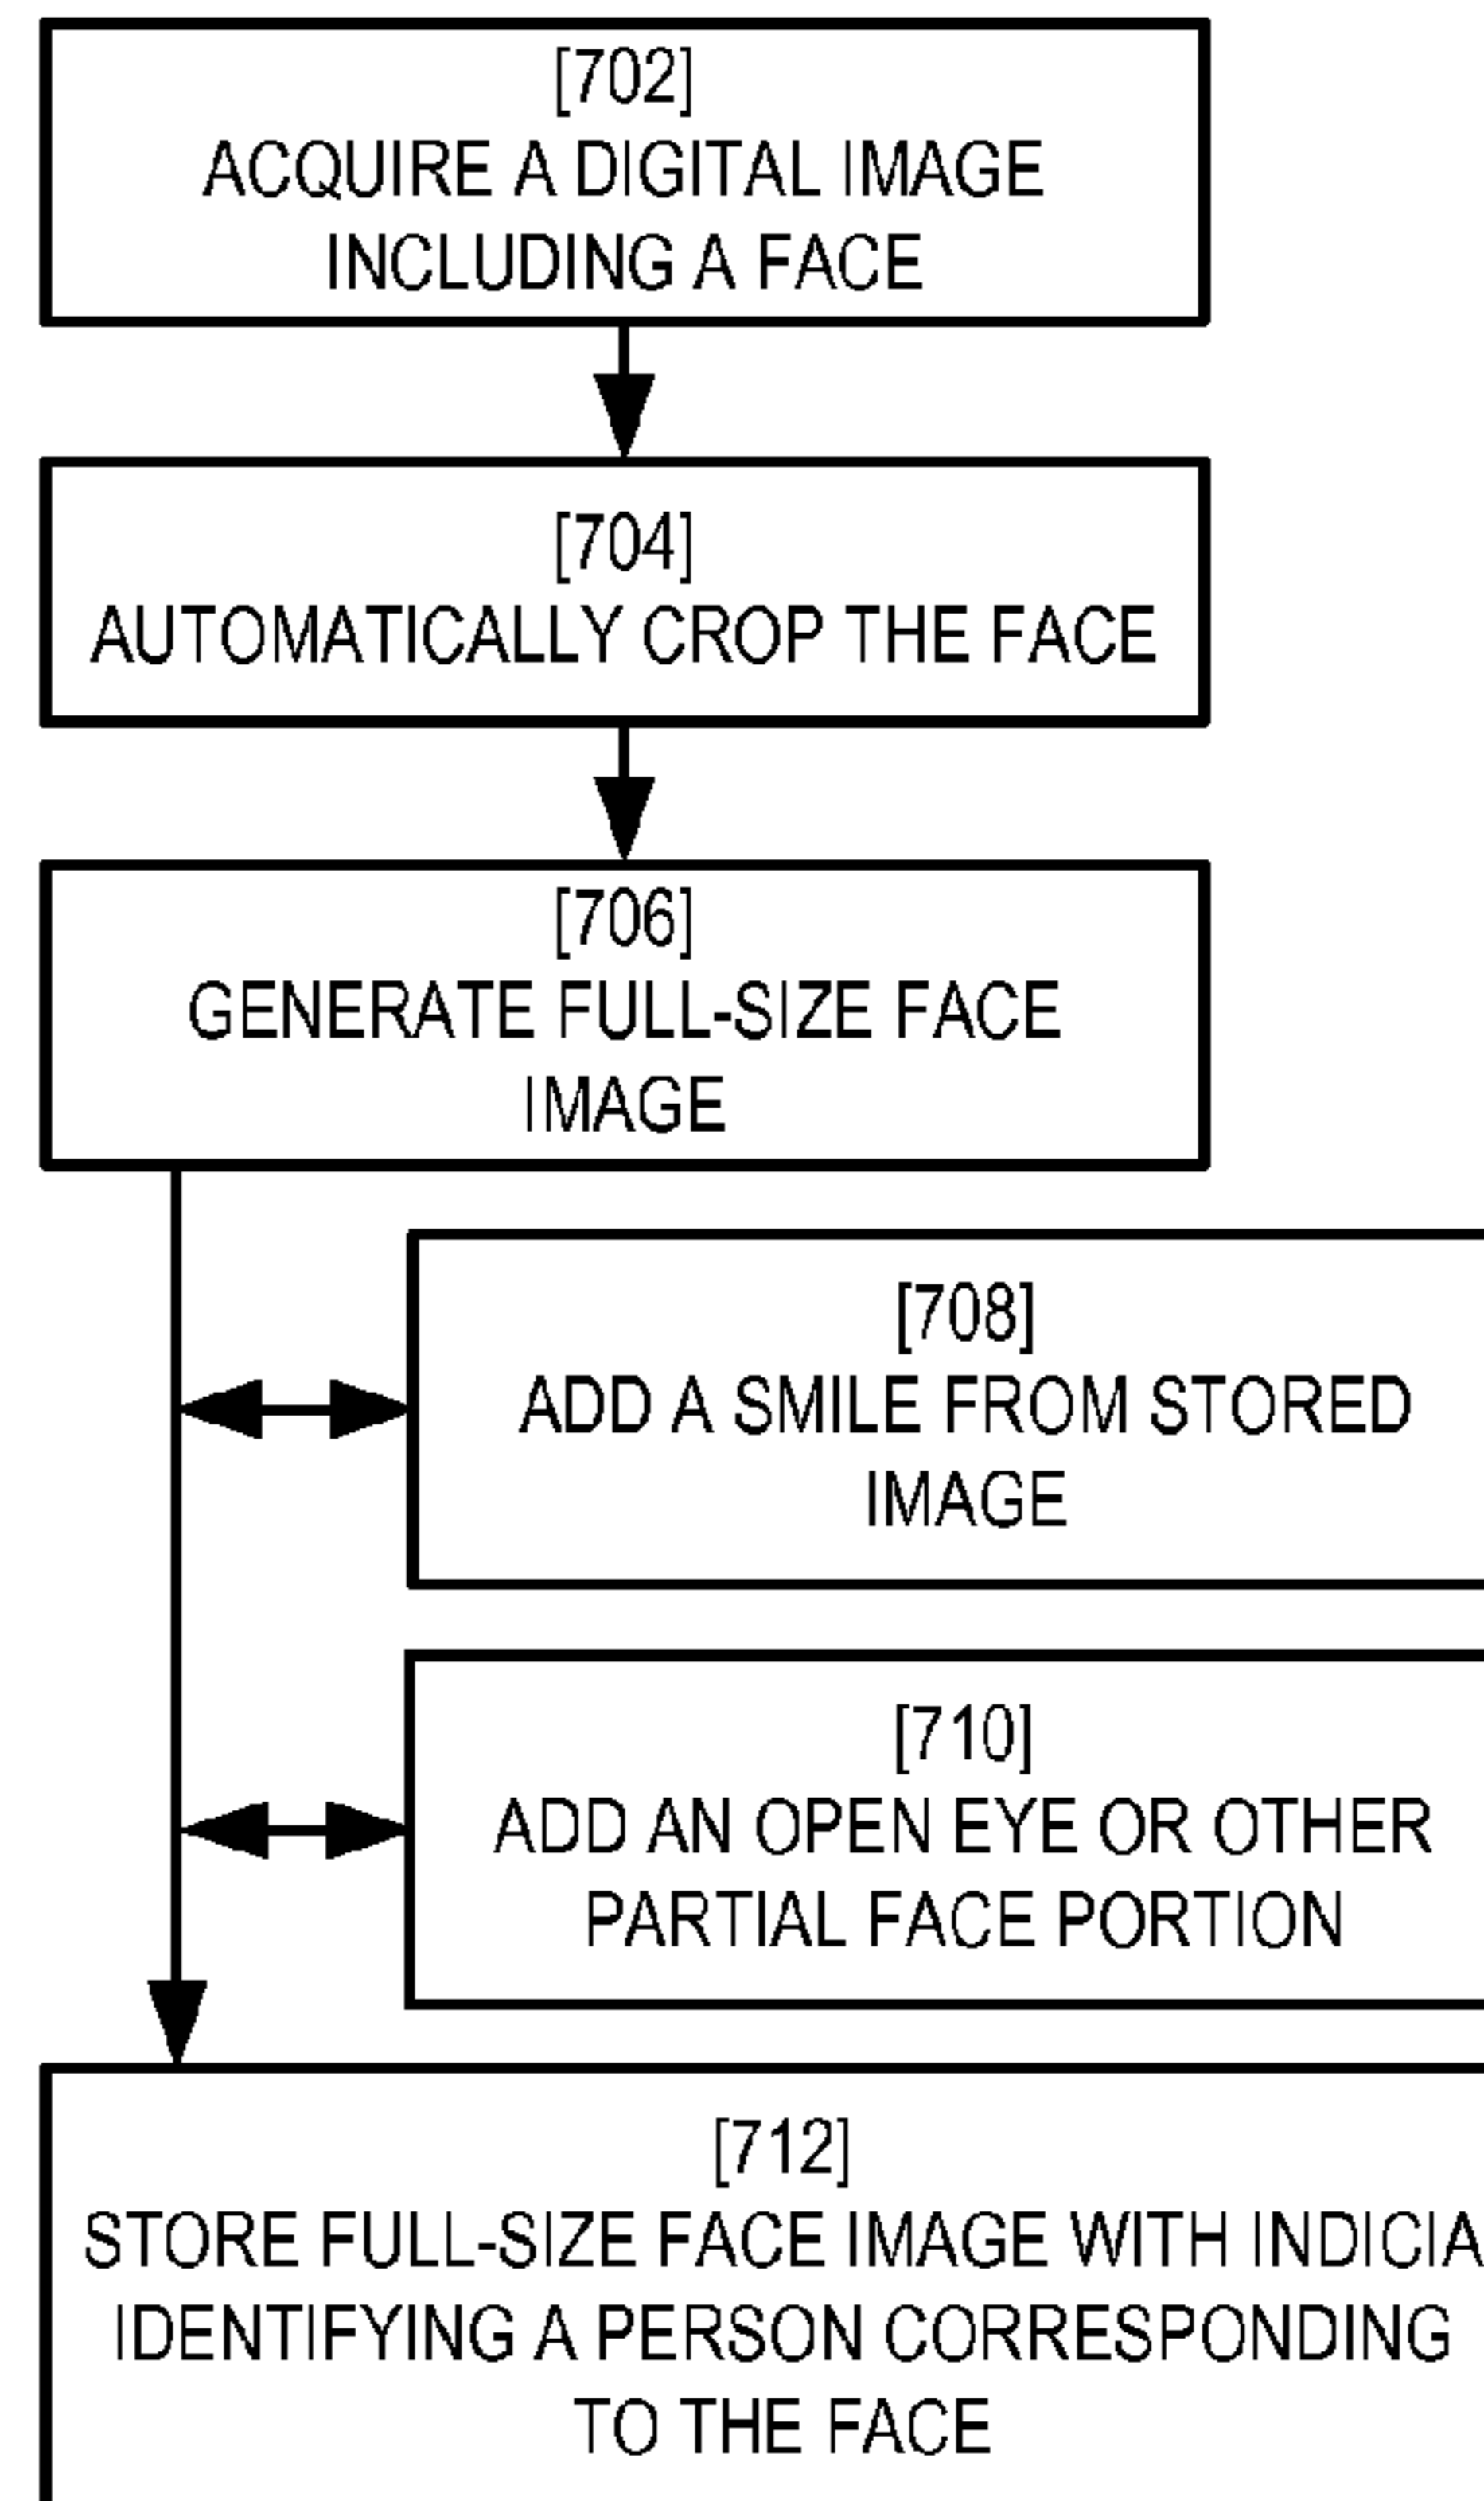 [702]
ACQUIRE A DIGITAL IMAGE
INCLUDING A FACE
[704]
AUTOMATICALLY CROP THE FACE
[706]
GENERATE FULL-SIZE FACE
IMAGE
[708]
ADD A SMILE FROM STORED
IMAGE
[710]
ADD AN OPEN EYE OR OTHER
PARTIAL FACE PORTION
[712]
STORE FULL-SIZE FACE IMAGE WITH INDICIA
IDENTIFYING A PERSON CORRESPONDING
TO THE FACE